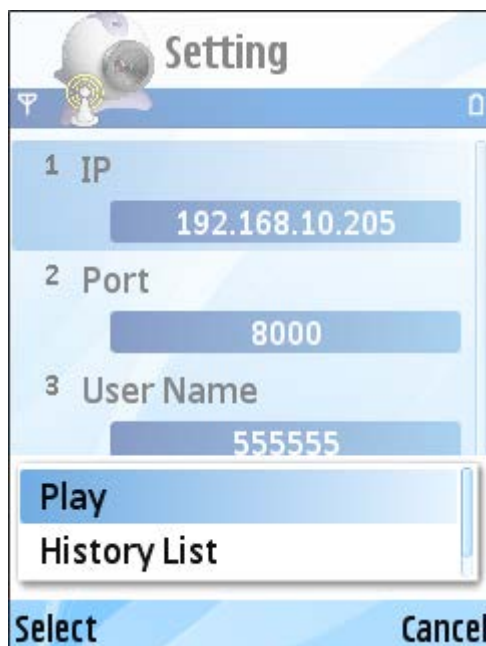 Setting
1 IP
192.168.10.205
2 Port
8000
3 User Name
555555
Play
History List
Select Cancel